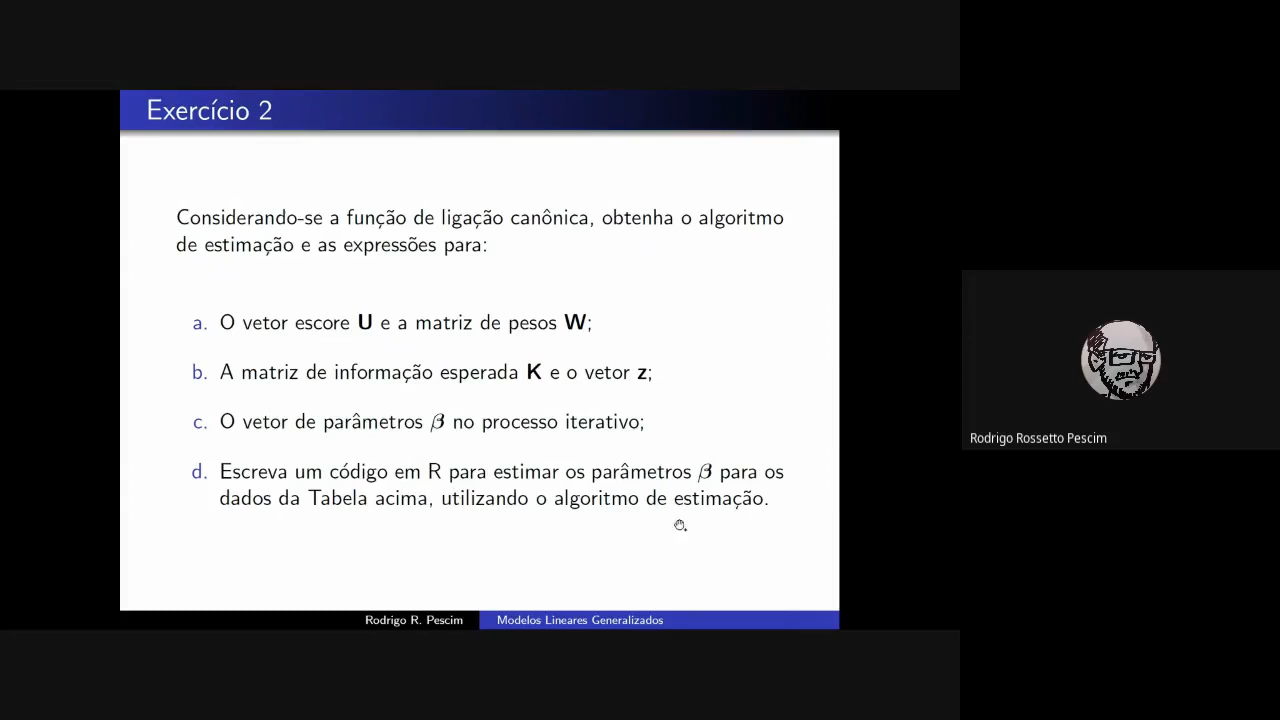 Exercício 2
Considerando-se a função de ligação canônica, obtenha o algoritmo
de estimação e as expressões para:
a. O vetor escore U e a matriz de pesos W;
b. A matriz de informação esperada K e o vetor z;
c. O vetor de parâmetros β no processo iterativo;
d. Escreva um código em R para estimar os parâmetros β para os
dados da Tabela acima, utilizando o algoritmo de estimação.
Rodrigo Rossetto Pescim
Rodrigo R. Pescim Modelos Lineares Generalizados